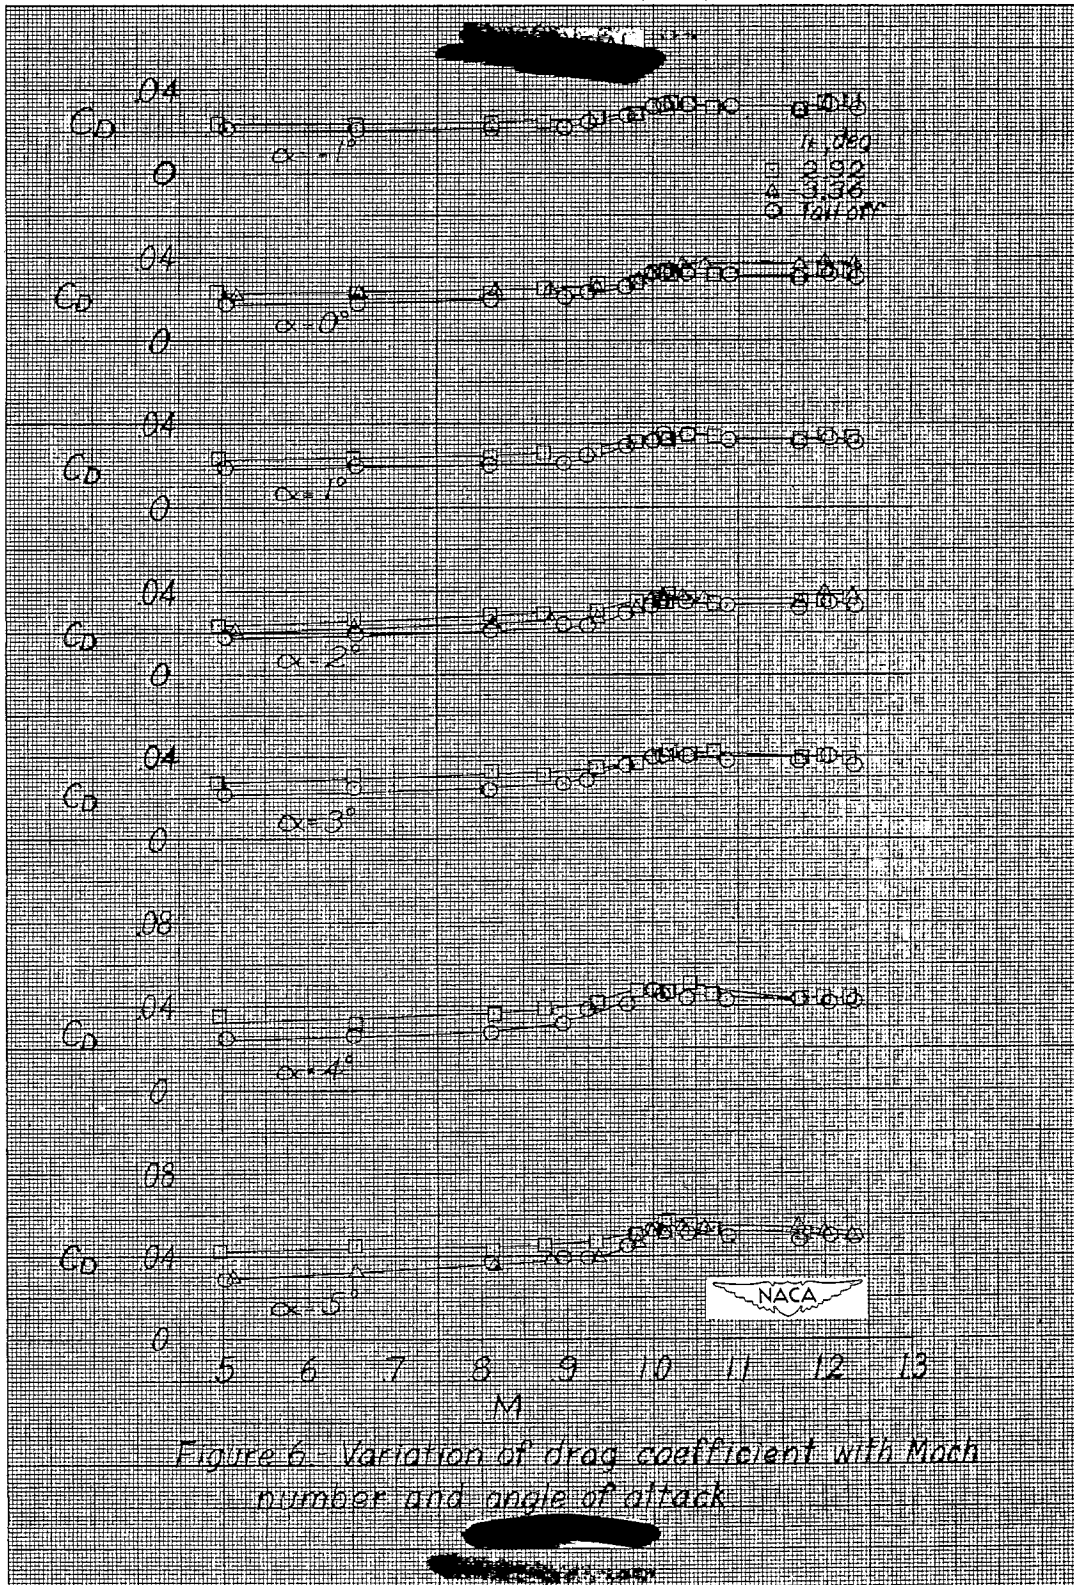 .04
C_D
α=-1°
0
i_t, deg
2.92
-3.36
Tail off
.04
C_D
α=0°
0
.04
C_D
α=1°
0
.04
C_D
α=2°
0
.04
C_D
α=3°
0
.08
.04
C_D
α=4°
0
.08
C_D .04
α=5°
NACA
0
.5 .6 .7 .8 .9 1.0 1.1 1.2 1.3
M
Figure 6.- Variation of drag coefficient with Mach
number and angle of attack